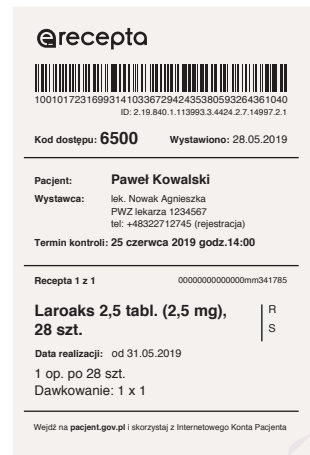 erecepta
10010172316993141033672942435380593264361040
ID: 2.19.840.1.113993.3.4424.2.7.14997.2.1
Kod dostępu: 6500 Wystawiono: 28.05.2019
Pacjent: Paweł Kowalski
Wystawca: lek. Nowak Agnieszka
PWZ lekarza 1234567
tel: +48322712745 (rejestracja)
Termin kontroli: 25 czerwca 2019 godz.14:00
Recepta 1 z 1 00000000000000mm341785
Laroaks 2,5 tabl. (2,5 mg), R
28 szt. S
Data realizacji: od 31.05.2019
1 op. po 28 szt.
Dawkowanie: 1 x 1
Wejdź na pacjent.gov.pl i skorzystaj z Internetowego Konta Pacjenta